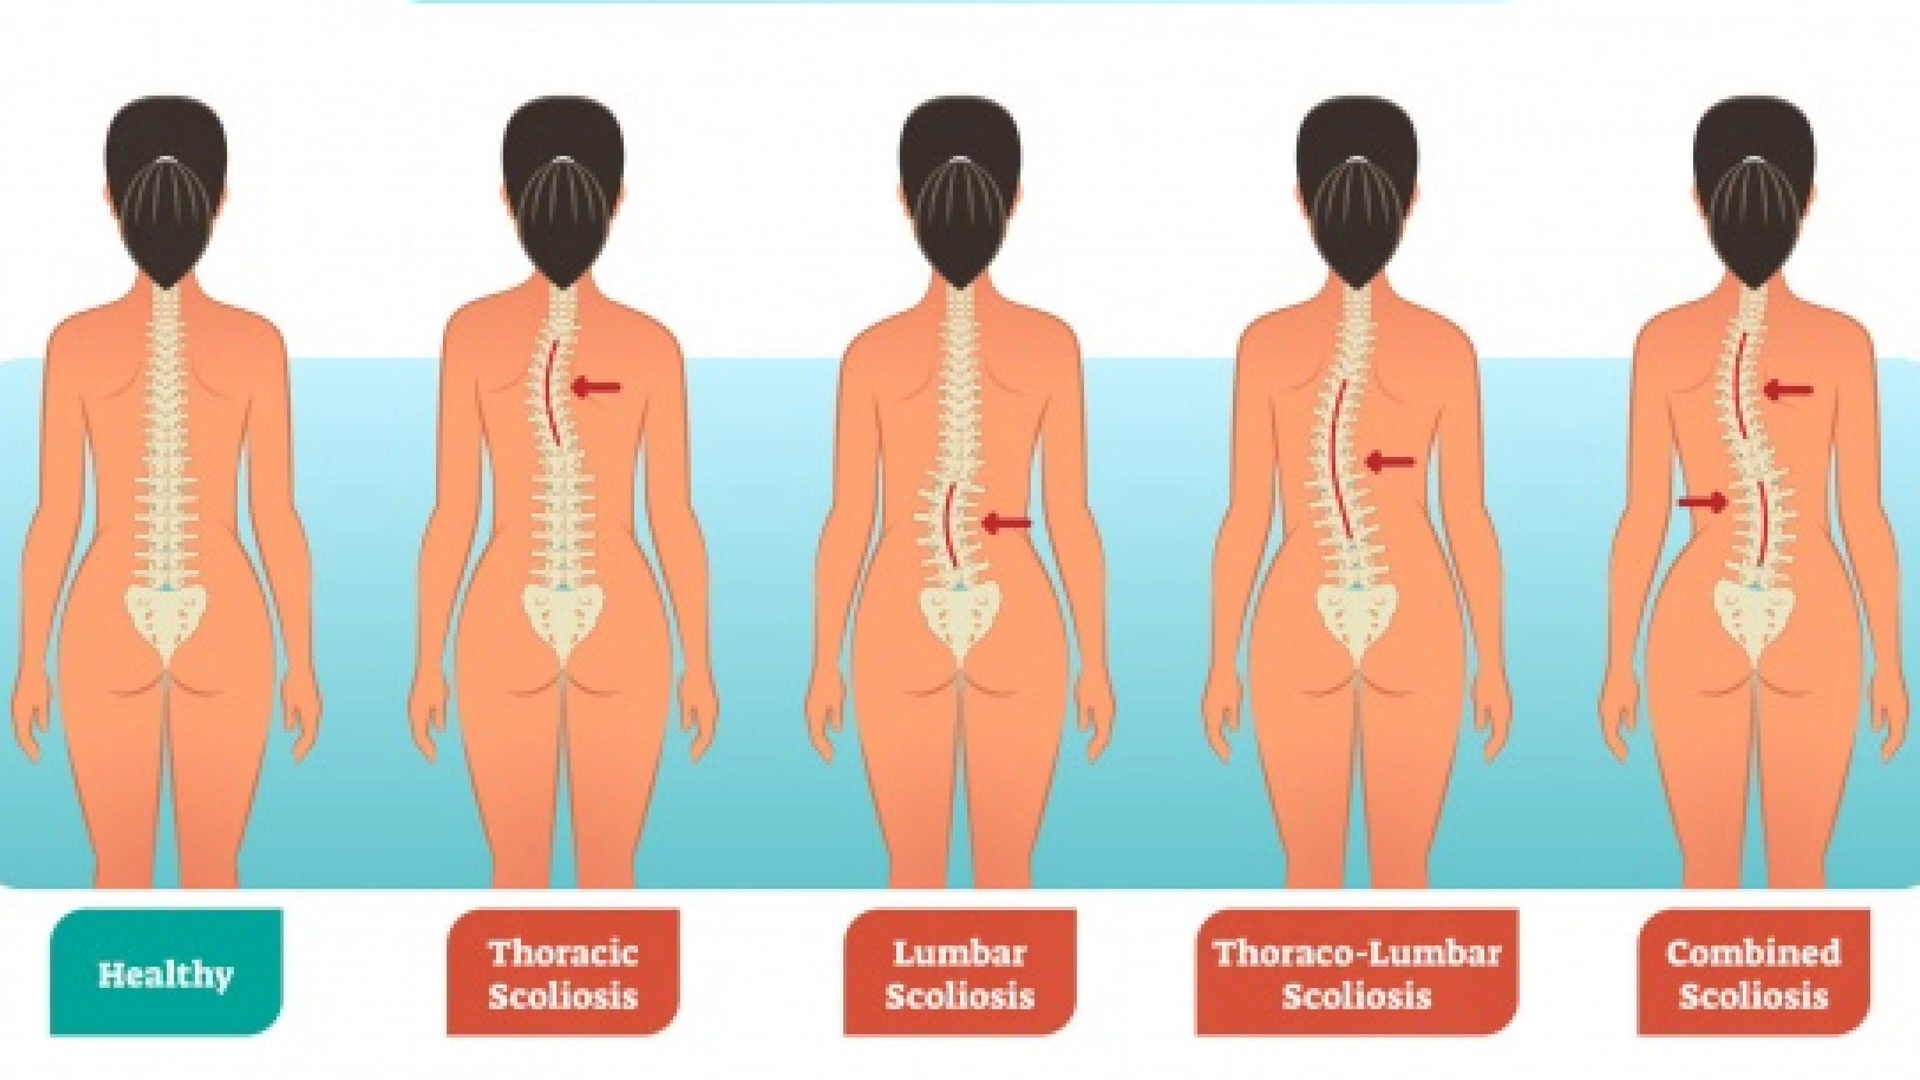 Healthy
Thoracic
Scoliosis
Lumbar
Scoliosis
Thoraco-Lumbar
Scoliosis
Combined
Scoliosis